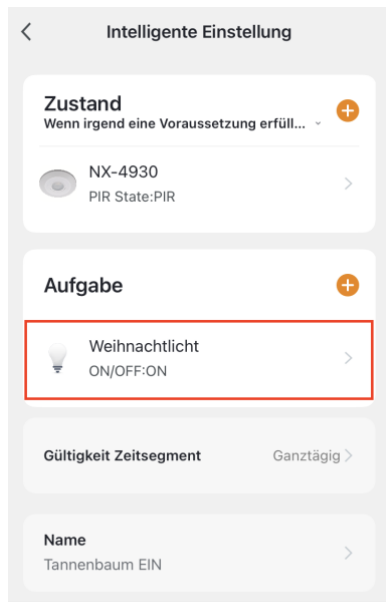 Intelligente Einstellung
Zustand
Wenn irgend eine Voraussetzung erfüll...
NX-4930
PIR State:PIR
Aufgabe
Weihnachtlicht
ON/OFF:ON
Gültigkeit Zeitsegment Ganztägig
Name
Tannenbaum EIN